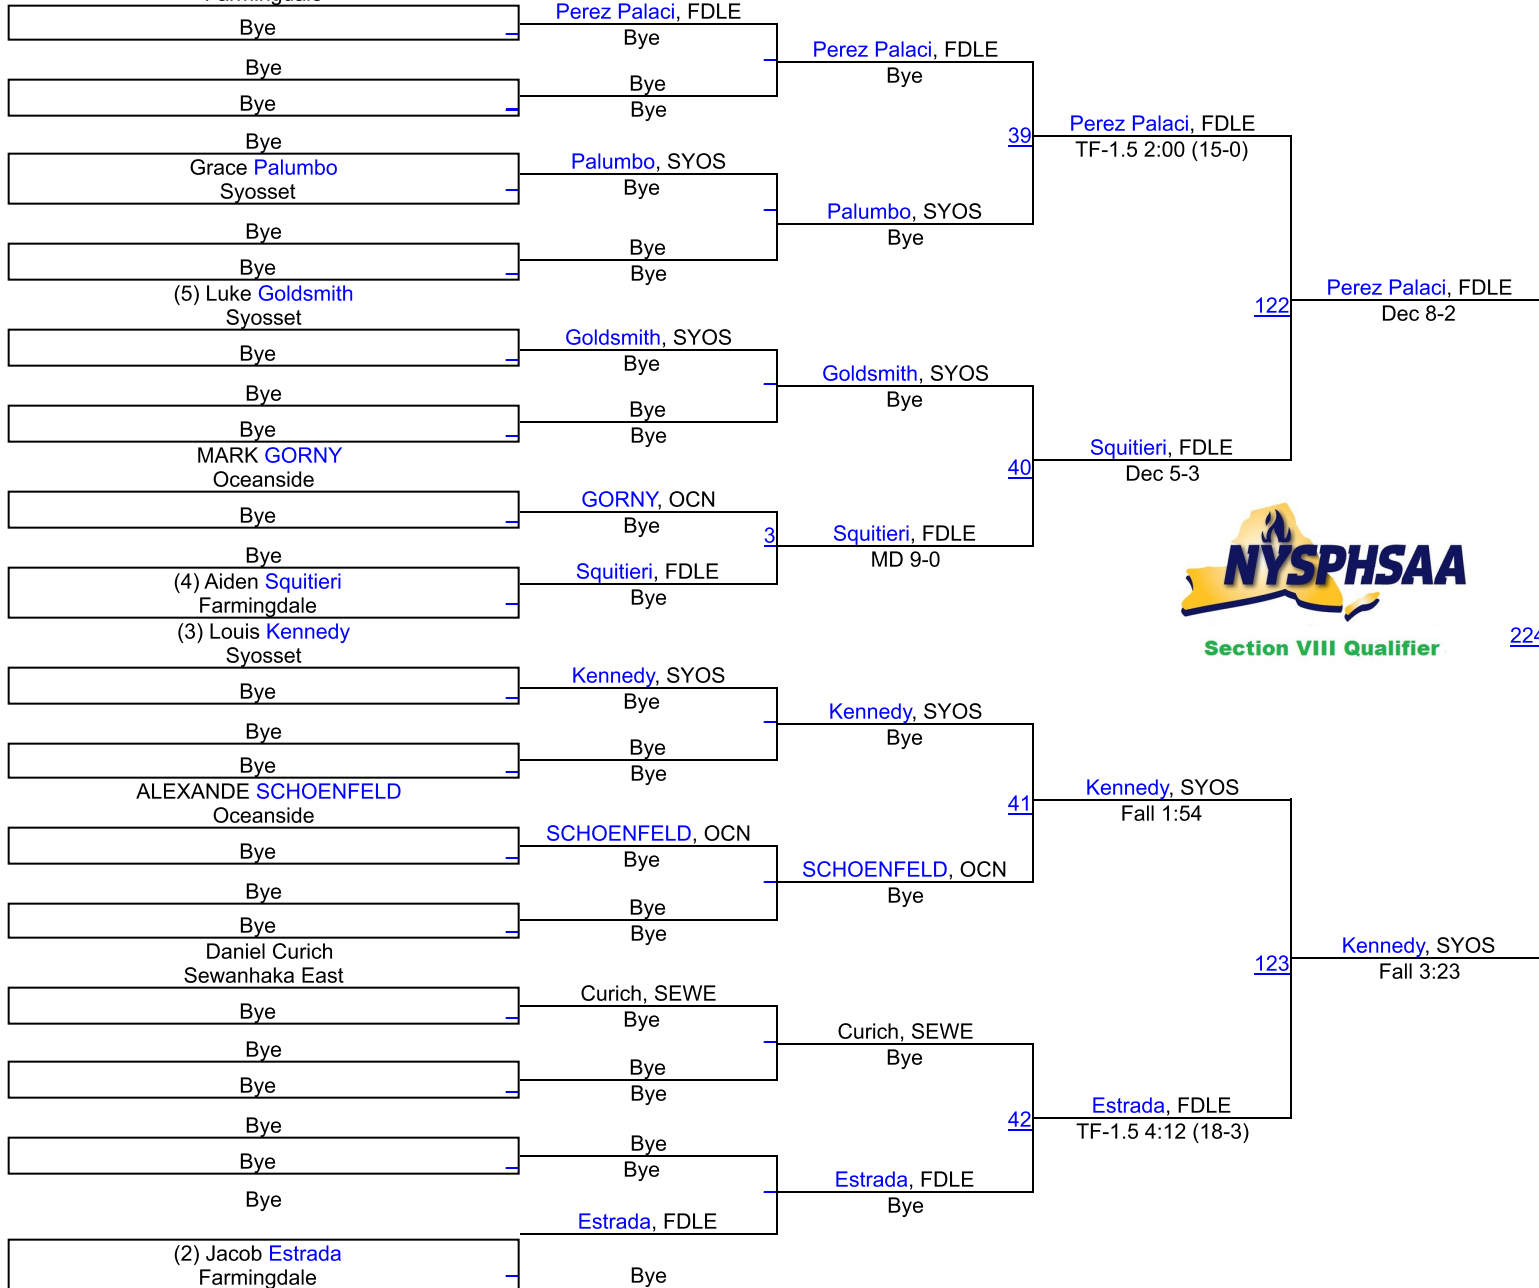 Bye
Bye
Bye
Bye
Grace Palumbo
Syosset
Bye
Bye
(5) Luke Goldsmith
Syosset
Bye
Bye
Bye
MARK GORNY
Oceanside
Bye
Bye
(4) Aiden Squitieri
Farmingdale
(3) Louis Kennedy
Syosset
Bye
Bye
Bye
ALEXANDE SCHOENFELD
Oceanside
Bye
Bye
Bye
Daniel Curich
Sewanhaka East
Bye
Bye
Bye
Bye
Bye
Bye
(2) Jacob Estrada
Farmingdale
Perez Palaci, FDLE
Bye
Bye
Bye
Palumbo, SYOS
Bye
Bye
Bye
Goldsmith, SYOS
Bye
Bye
Bye
GORNY, OCN
Bye
3
Squitieri, FDLE
Bye
Kennedy, SYOS
Bye
Bye
Bye
SCHOENFELD, OCN
Bye
Bye
Bye
Curich, SEWE
Bye
Bye
Bye
Bye
Bye
Estrada, FDLE
Bye
Perez Palaci, FDLE
Bye
39
Palumbo, SYOS
Bye
Goldsmith, SYOS
Bye
40
Squitieri, FDLE
MD 9-0
Kennedy, SYOS
Bye
41
SCHOENFELD, OCN
Bye
Curich, SEWE
Bye
42
Estrada, FDLE
Bye
Perez Palaci, FDLE
TF-1.5 2:00 (15-0)
122
Squitieri, FDLE
Dec 5-3
Kennedy, SYOS
Fall 1:54
123
Estrada, FDLE
TF-1.5 4:12 (18-3)
Perez Palaci, FDLE
Dec 8-2
NYSPHSAA
Section VIII Qualifier
224
Kennedy, SYOS
Fall 3:23